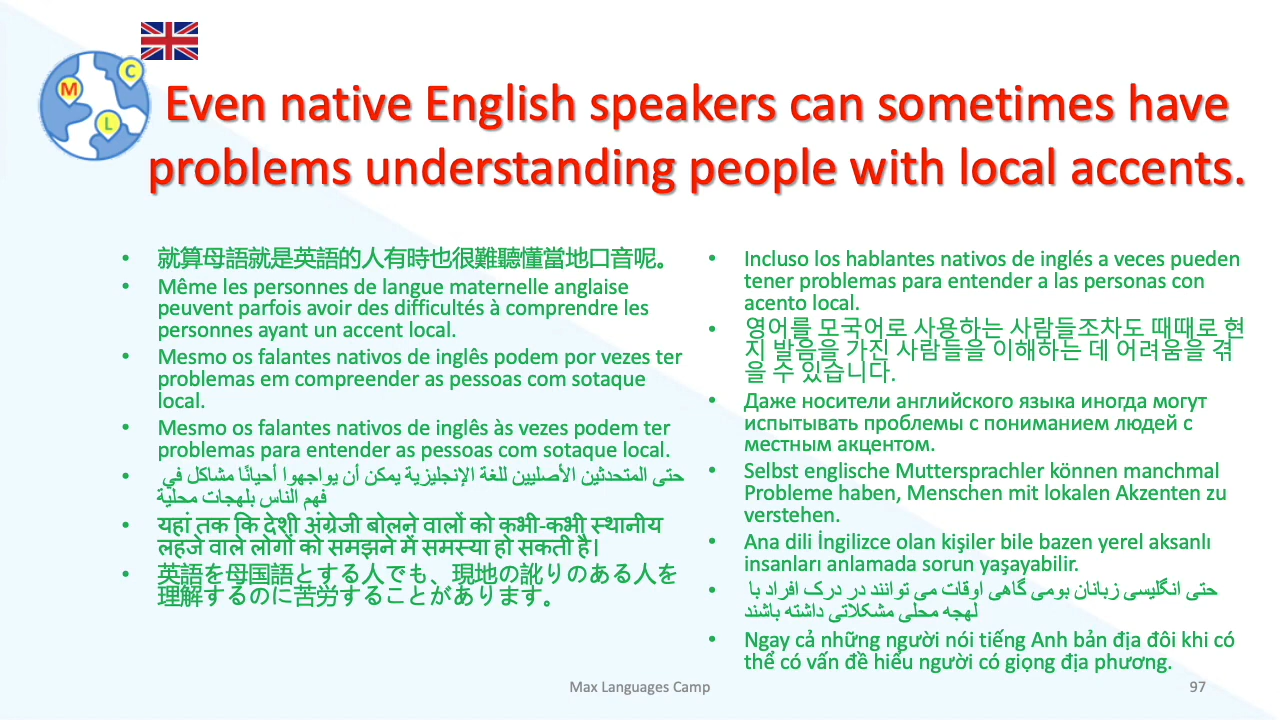 M C L
Even native English speakers can sometimes have
problems understanding people with local accents.
• 就算母語就是英語的人有時也很難聽懂當地口音呢。
• Même les personnes de langue maternelle anglaise
peuvent parfois avoir des difficultés à comprendre les
personnes ayant un accent local.
• Mesmo os falantes nativos de inglês podem por vezes ter
problemas em compreender as pessoas com sotaque
local.
• Mesmo os falantes nativos de inglês às vezes podem ter
problemas para entender as pessoas com sotaque local.
• حتى المتحدثين الأصليين للغة الإنجليزية يمكن أن يواجهوا أحيانًا مشاكل في
فهم الناس بلهجات محلية
• यहां तक कि देशी अंग्रेजी बोलने वालों को कभी-कभी स्थानीय
लहजे वाले लोगों को समझने में समस्या हो सकती है।
• 英語を母国語とする人でも、現地の訛りのある人を
理解するのに苦労することがあります。
• Incluso los hablantes nativos de inglés a veces pueden
tener problemas para entender a las personas con
acento local.
• 영어를 모국어로 사용하는 사람들조차도 때때로 현
지 발음을 가진 사람들을 이해하는 데 어려움을 겪
을 수 있습니다.
• Даже носители английского языка иногда могут
испытывать проблемы с пониманием людей с
местным акцентом.
• Selbst englische Muttersprachler können manchmal
Probleme haben, Menschen mit lokalen Akzenten zu
verstehen.
• Ana dili İngilizce olan kişiler bile bazen yerel aksanlı
insanları anlamada sorun yaşayabilir.
• حتی انگلیسی زبانان بومی گاهی اوقات می توانند در درک افراد با
لهجه محلی مشکلاتی داشته باشند
• Ngay cả những người nói tiếng Anh bản địa đôi khi có
thể có vấn đề hiểu người có giọng địa phương.
Max Languages Camp
97